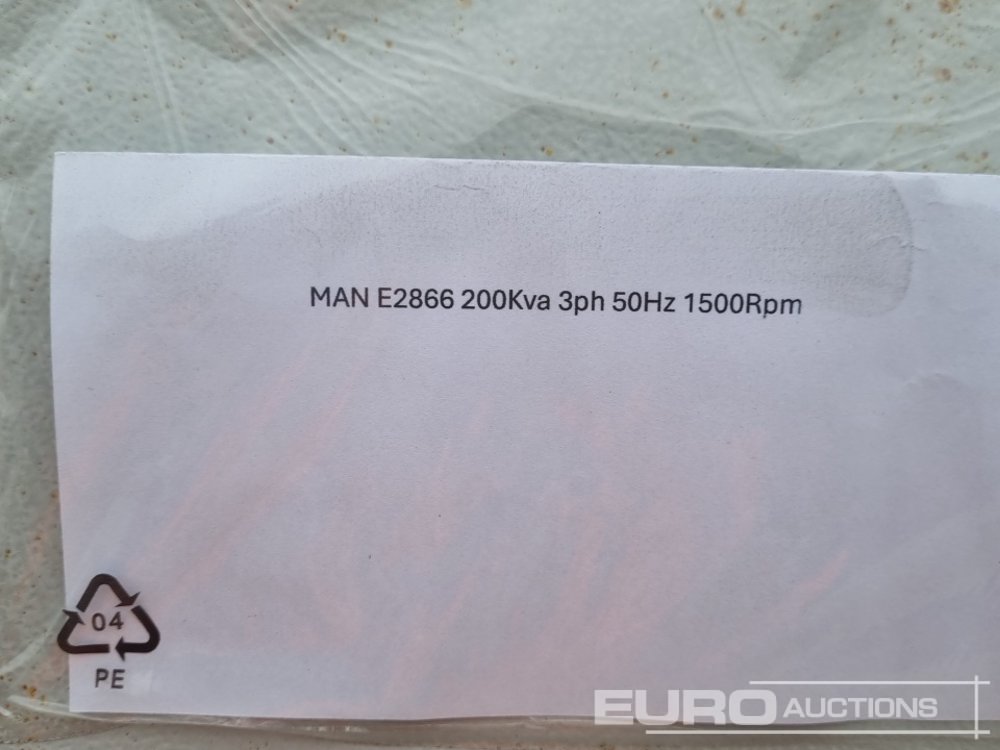 MAN E2866 200Kva 3ph 50Hz 1500Rpm
04
PE
EURO AUCTIONS